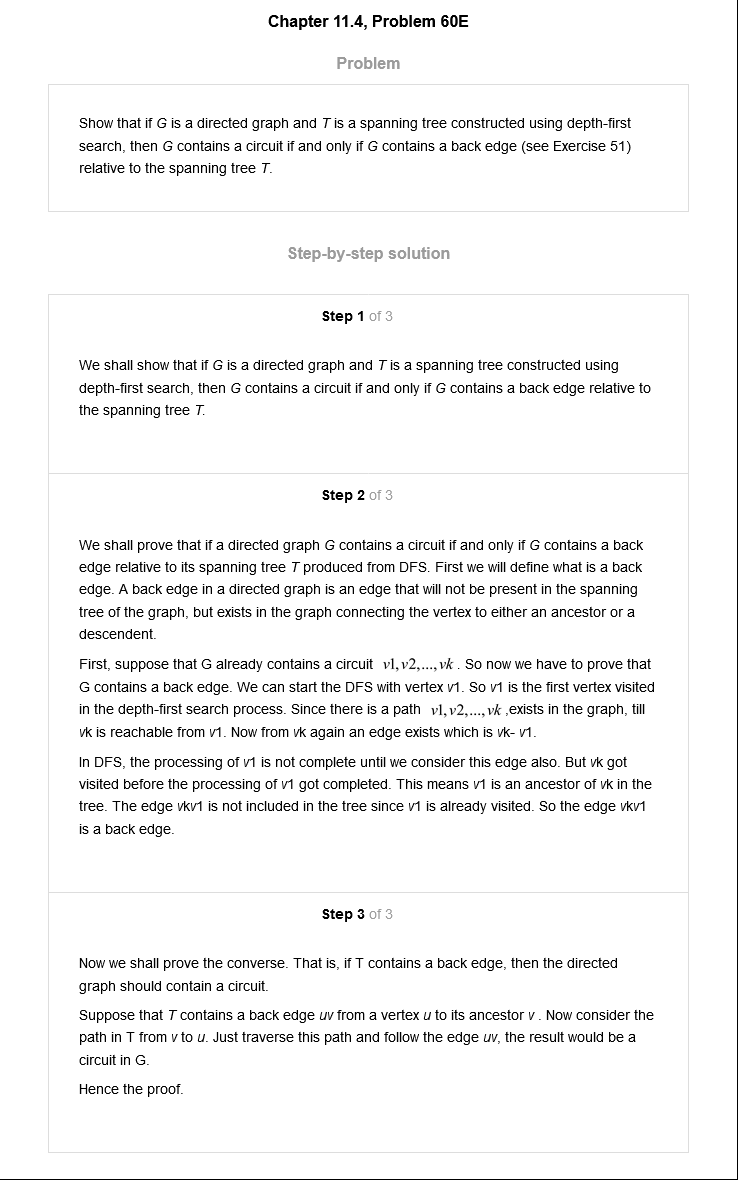 Chapter 11.4, Problem 60E
Problem
Show that if G is a directed graph and T is a spanning tree constructed using depth-first
search, then G contains a circuit if and only if G contains a back edge (see Exercise 51)
relative to the spanning tree T.
Step-by-step solution
Step 1 of 3
We shall show that if G is a directed graph and T is a spanning tree constructed using
depth-first search, then G contains a circuit if and only if G contains a back edge relative to
the spanning tree T.
Step 2 of 3
We shall prove that if a directed graph G contains a circuit if and only if G contains a back
edge relative to its spanning tree T produced from DFS. First we will define what is a back
edge. A back edge in a directed graph is an edge that will not be present in the spanning
tree of the graph, but exists in the graph connecting the vertex to either an ancestor or a
descendent.
First, suppose that G already contains a circuit v1,v2,...,vk . So now we have to prove that
G contains a back edge. We can start the DFS with vertex v1. So v1 is the first vertex visited
in the depth-first search process. Since there is a path v1,v2,...,vk ,exists in the graph, till
vk is reachable from v1. Now from vk again an edge exists which is vk- v1.
In DFS, the processing of v1 is not complete until we consider this edge also. But vk got
visited before the processing of v1 got completed. This means v1 is an ancestor of vk in the
tree. The edge vkv1 is not included in the tree since v1 is already visited. So the edge vkv1
is a back edge.
Step 3 of 3
Now we shall prove the converse. That is, if T contains a back edge, then the directed
graph should contain a circuit.
Suppose that T contains a back edge uv from a vertex u to its ancestor v . Now consider the
path in T from v to u. Just traverse this path and follow the edge uv, the result would be a
circuit in G.
Hence the proof.